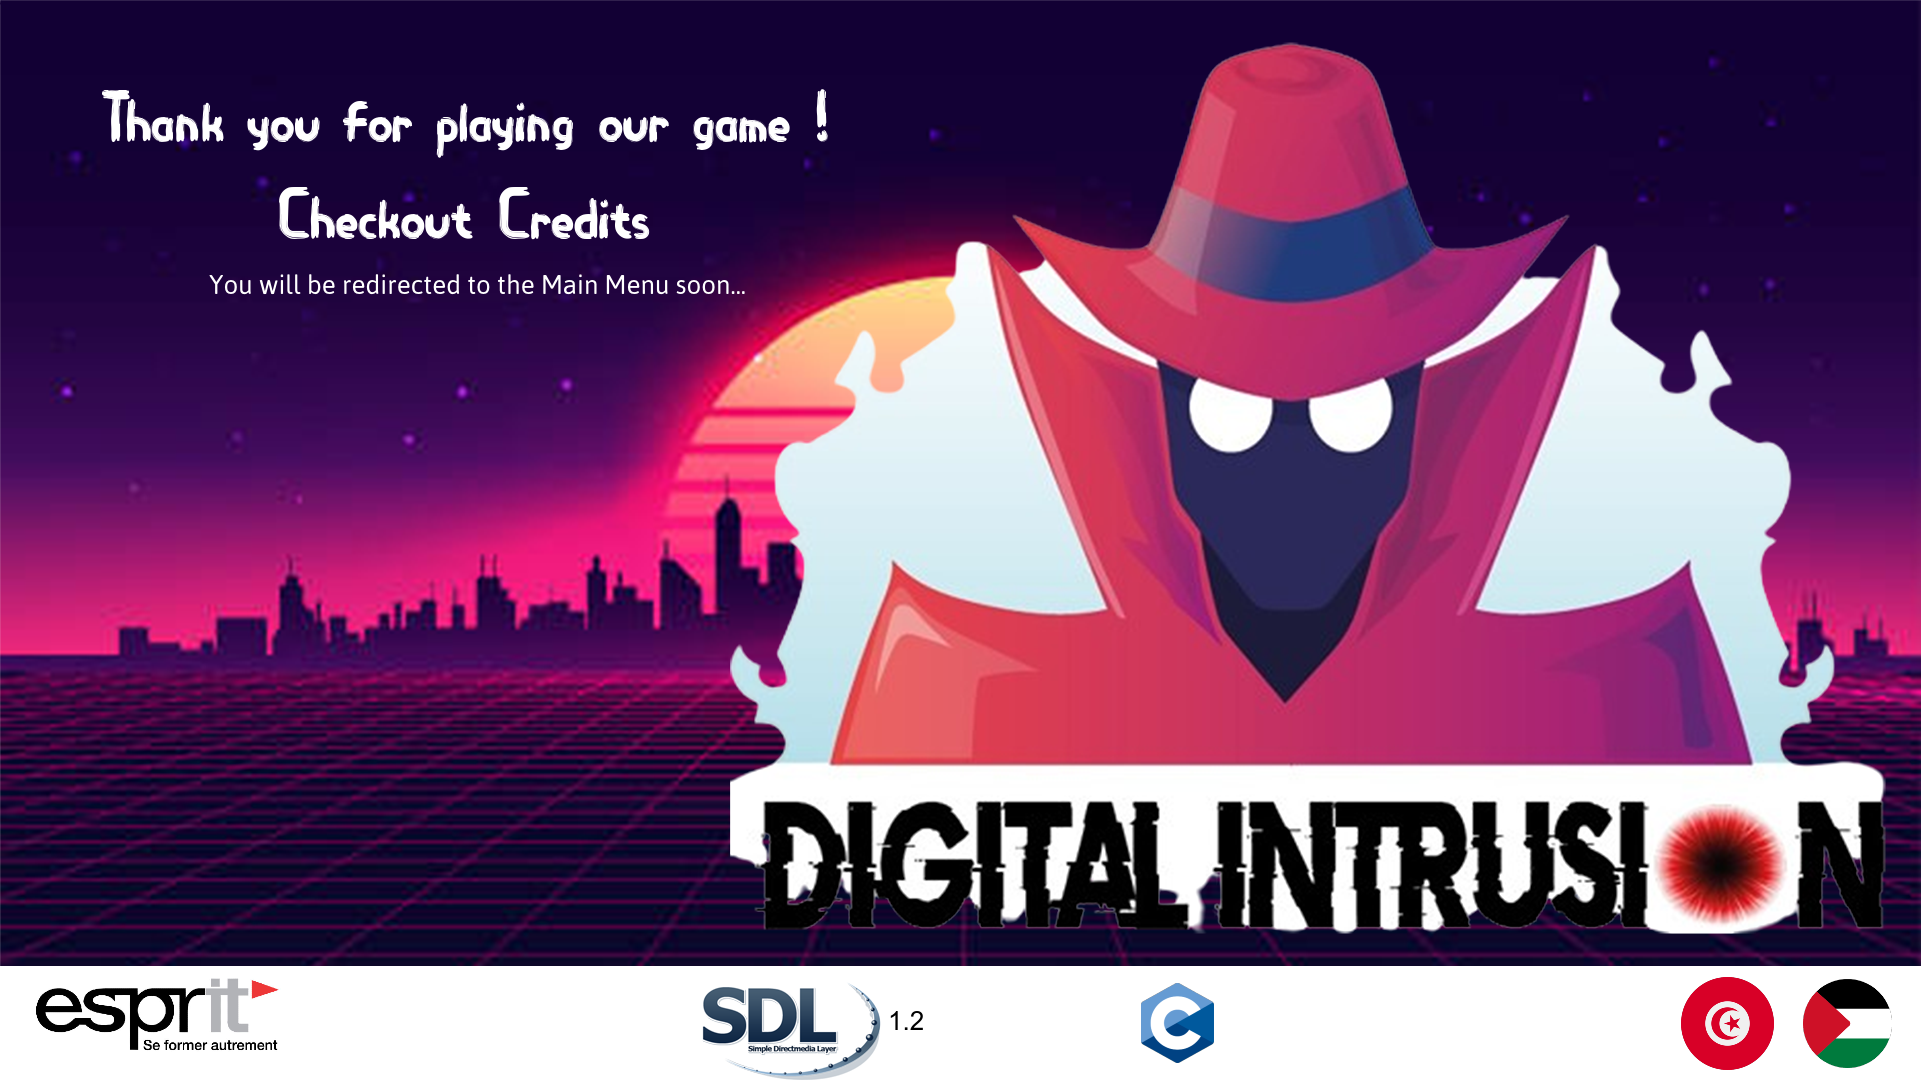 Thank you for playing our game !
Checkout Credits
You will be redirected to the Main Menu soon...
DIGITAL INTRUSION
esprit
Se former autrement
SDL
Simple Directmedia Layer
1.2
C